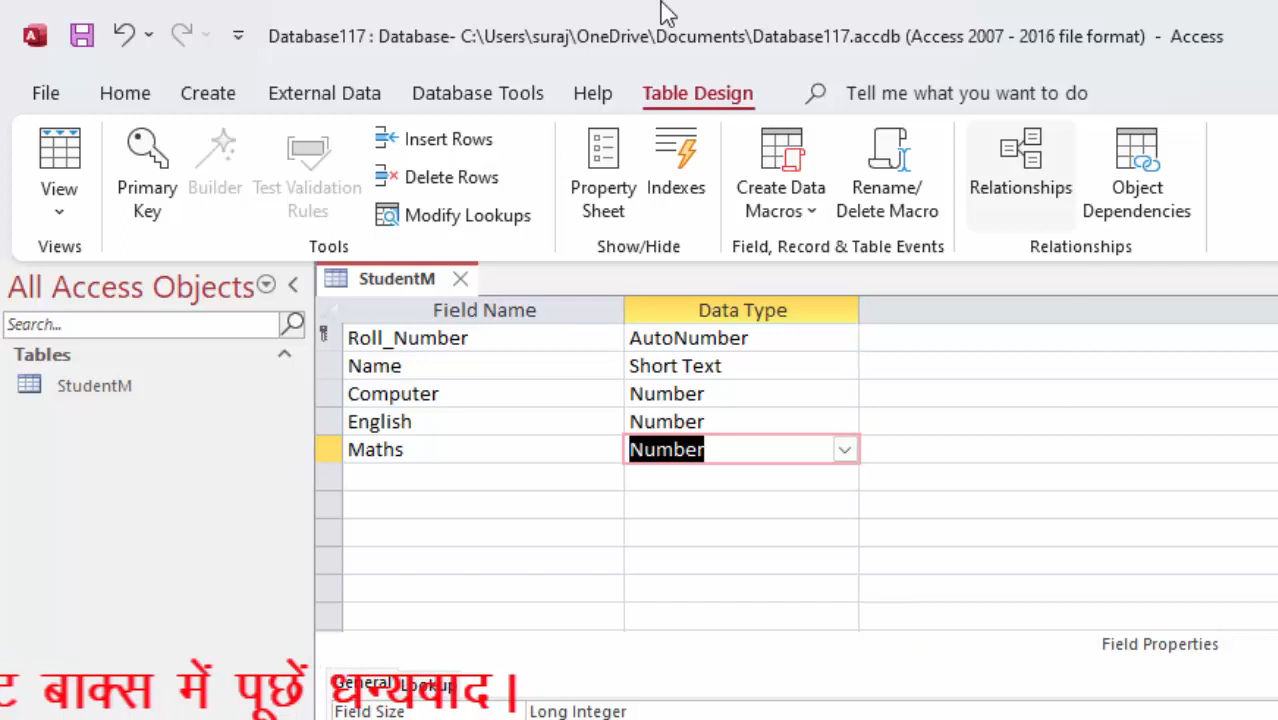 Database117 : Database- C:\Users\suraj\OneDrive\Documents\Database117.accdb (Access 2007 - 2016 file format) - Access
File Home Create External Data Database Tools Help Table Design Tell me what you want to do
View
Primary Key
Builder
Test Validation Rules
Insert Rows
Delete Rows
Modify Lookups
Property Sheet
Indexes
Create Data Macros
Rename/ Delete Macro
Relationships
Object Dependencies
Views Tools Show/Hide Field, Record & Table Events Relationships
All Access Objects
Search...
Tables
StudentM
StudentM
Field Name Data Type
Roll_Number AutoNumber
Name Short Text
Computer Number
English Number
Maths Number
Field Properties
General Lookup
Field Size Long Integer
ट बाक्स में पूछें धन्यवाद।